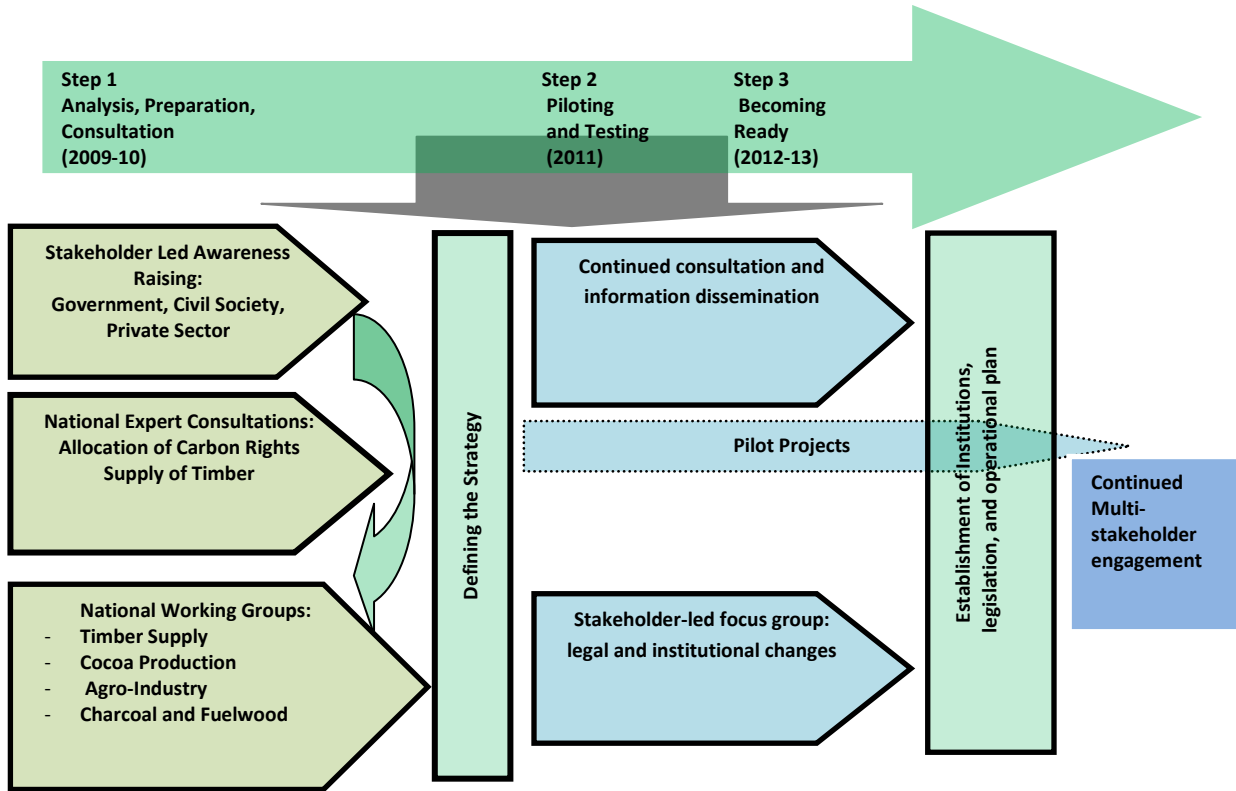 Step 1
Analysis, Preparation,
Consultation
(2009-10)
Step 2
Piloting
and Testing
(2011)
Step 3
Becoming
Ready
(2012-13)
Stakeholder Led Awareness
Raising:
Government, Civil Society,
Private Sector
National Expert Consultations:
Allocation of Carbon Rights
Supply of Timber
National Working Groups:
- Timber Supply
- Cocoa Production
- Agro-Industry
- Charcoal and Fuelwood
Defining the Strategy
Continued consultation and
information dissemination
Pilot Projects
Stakeholder-led focus group:
legal and institutional changes
Establishment of Institutions,
legislation, and operational plan
Continued
Multi-
stakeholder
engagement